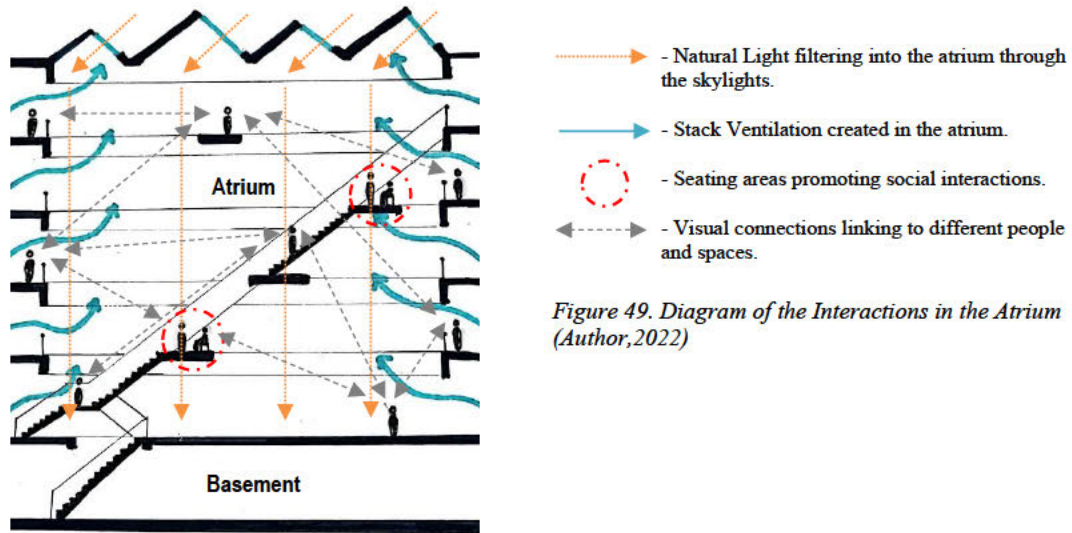 Atrium
Basement
- Natural Light filtering into the atrium through
the skylights.
- Stack Ventilation created in the atrium.
- Seating areas promoting social interactions.
- Visual connections linking to different people
and spaces.
Figure 49. Diagram of the Interactions in the Atrium
(Author,2022)